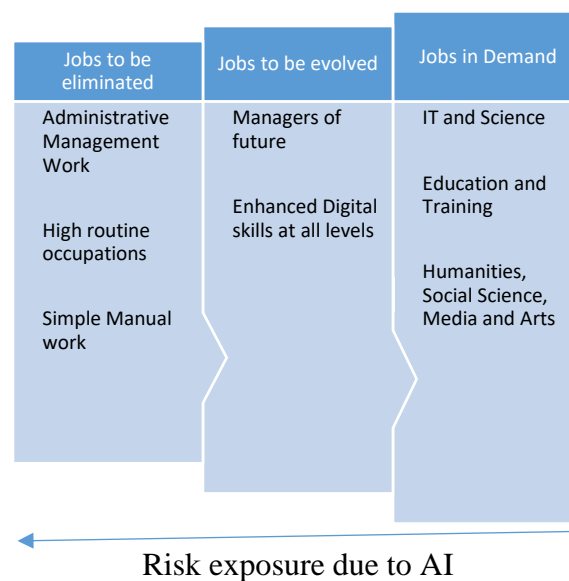 Jobs to be
eliminated
Administrative
Management
Work
High routine
occupations
Simple Manual
work
Jobs to be evolved
Managers of
future
Enhanced Digital
skills at all levels
Jobs in Demand
IT and Science
Education and
Training
Humanities,
Social Science,
Media and Arts
Risk exposure due to AI